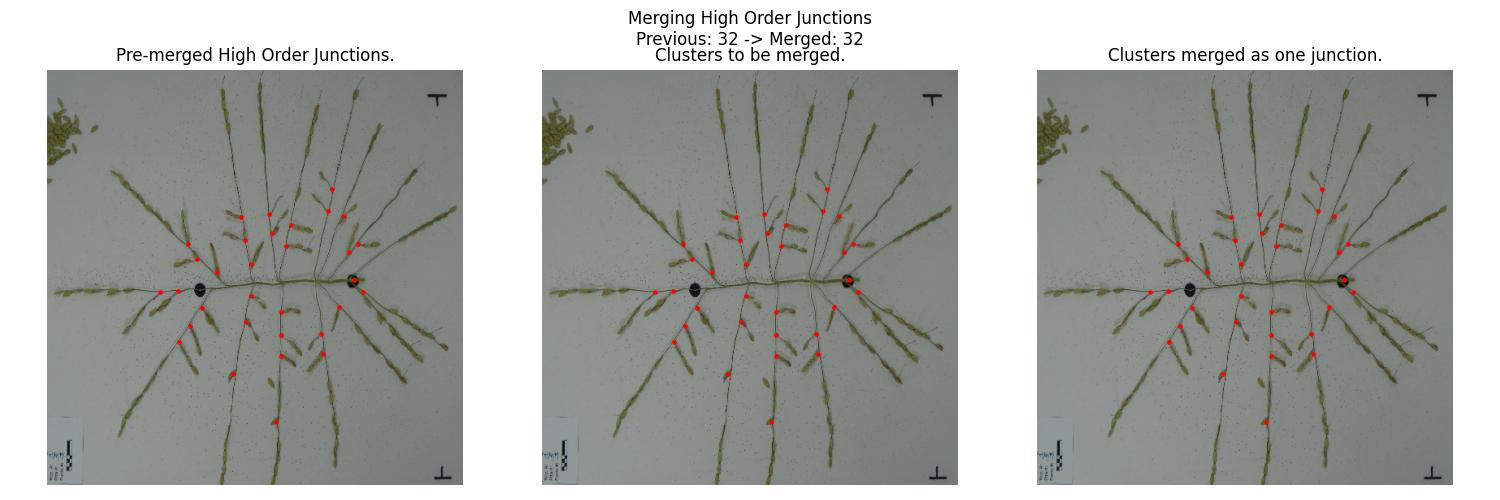 Merging High Order Junctions
Previous: 32 -> Merged: 32
Pre-merged High Order Junctions.
Clusters to be merged.
Clusters merged as one junction.